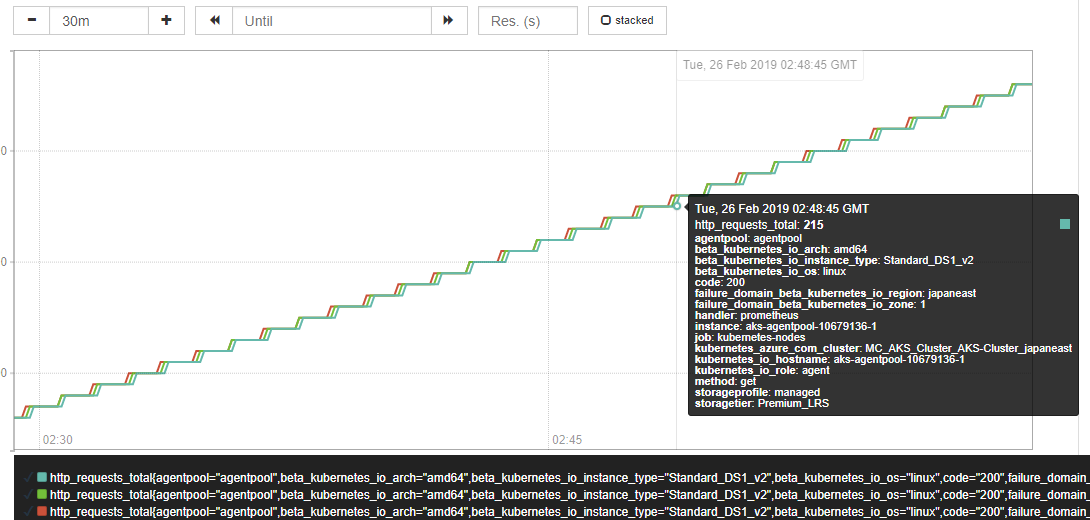 − 30m + Until Res. (s) stacked
Tue, 26 Feb 2019 02:48:45 GMT
0
Tue, 26 Feb 2019 02:48:45 GMT
http_requests_total: 215
agentpool: agentpool
beta_kubernetes_io_arch: amd64
beta_kubernetes_io_instance_type: Standard_DS1_v2
0
beta_kubernetes_io_os: linux
code: 200
failure_domain_beta_kubernetes_io_region: japaneast
failure_domain_beta_kubernetes_io_zone: 1
handler: prometheus
instance: aks-agentpool-10679136-1
job: kubernetes-nodes
kubernetes_azure_com_cluster: MC_AKS_Cluster_AKS-Cluster_japaneast
kubernetes_io_hostname: aks-agentpool-10679136-1
kubernetes_io_role: agent
0
method: get
storageprofile: managed
storagetier: Premium_LRS
02:30 02:45
http_requests_total{agentpool="agentpool",beta_kubernetes_io_arch="amd64",beta_kubernetes_io_instance_type="Standard_DS1_v2",beta_kubernetes_io_os="linux",code="200",failure_domain_
http_requests_total{agentpool="agentpool",beta_kubernetes_io_arch="amd64",beta_kubernetes_io_instance_type="Standard_DS1_v2",beta_kubernetes_io_os="linux",code="200",failure_domain_
http_requests_total{agentpool="agentpool",beta_kubernetes_io_arch="amd64",beta_kubernetes_io_instance_type="Standard_DS1_v2",beta_kubernetes_io_os="linux",code="200",failure_domain_